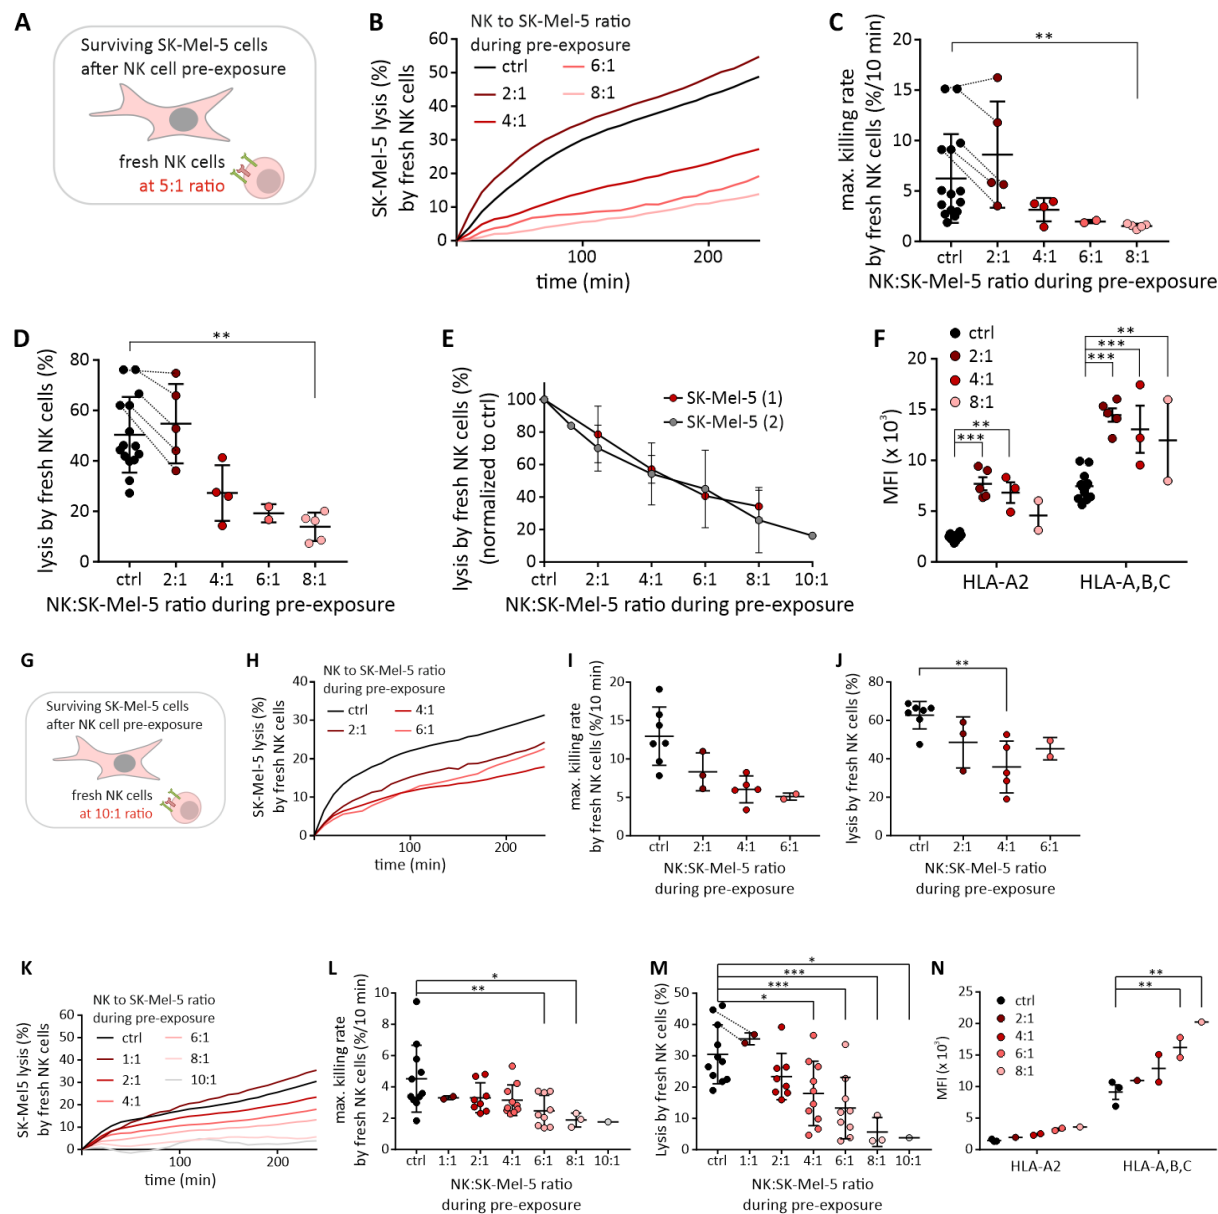 A
Surviving SK-Mel-5 cells
after NK cell pre-exposure
fresh NK cells
at 5:1 ratio
B
NK to SK-Mel-5 ratio
during pre-exposure
ctrl
2:1
4:1
6:1
8:1
SK-Mel-5 lysis (%)
by fresh NK cells
60
50
40
30
20
10
0
100
200
time (min)
C
**
max. killing rate
by fresh NK cells (%/10 min)
20
15
10
5
0
ctrl 2:1 4:1 6:1 8:1
NK:SK-Mel-5 ratio during pre-exposure
D
**
lysis by fresh NK cells (%)
80
60
40
20
0
ctrl 2:1 4:1 6:1 8:1
NK:SK-Mel-5 ratio during pre-exposure
E
lysis by fresh NK cells (%)
(normalized to ctrl)
100
80
60
40
20
0
SK-Mel-5 (1)
SK-Mel-5 (2)
ctrl 2:1 4:1 6:1 8:1 10:1
NK:SK-Mel-5 ratio during pre-exposure
F
ctrl
2:1
4:1
8:1
MFI (x 10³)
20
15
10
5
0
**
***
**
***
***
HLA-A2
HLA-A,B,C
G
Surviving SK-Mel-5 cells
after NK cell pre-exposure
fresh NK cells
at 10:1 ratio
H
NK to SK-Mel-5 ratio
during pre-exposure
ctrl
2:1
4:1
6:1
SK-Mel-5 lysis (%)
by fresh NK cells
40
30
20
10
0
100
200
time (min)
I
max. killing rate
by fresh NK cells (%/10 min)
20
15
10
5
0
ctrl 2:1 4:1 6:1
NK:SK-Mel-5 ratio
during pre-exposure
J
**
lysis by fresh NK cells (%)
80
60
40
20
0
ctrl 2:1 4:1 6:1
NK:SK-Mel-5 ratio
during pre-exposure
K
NK to SK-Mel-5 ratio
during pre-exposure
ctrl
1:1
2:1
4:1
6:1
8:1
10:1
SK-Mel5 lysis (%)
by fresh NK cells
60
50
40
30
20
10
0
100
200
time (min)
L
*
**
max. killing rate
by fresh NK cells (%/10 min)
10
8
6
4
2
0
ctrl 1:1 2:1 4:1 6:1 8:1 10:1
NK:SK-Mel-5 ratio
during pre-exposure
M
*
***
***
*
Lysis by fresh NK cells (%)
50
40
30
20
10
0
ctrl 1:1 2:1 4:1 6:1 8:1 10:1
NK:SK-Mel-5 ratio
during pre-exposure
N
ctrl
2:1
4:1
6:1
8:1
**
**
MFI (x 10³)
25
20
15
10
5
0
HLA-A2
HLA-A,B,C